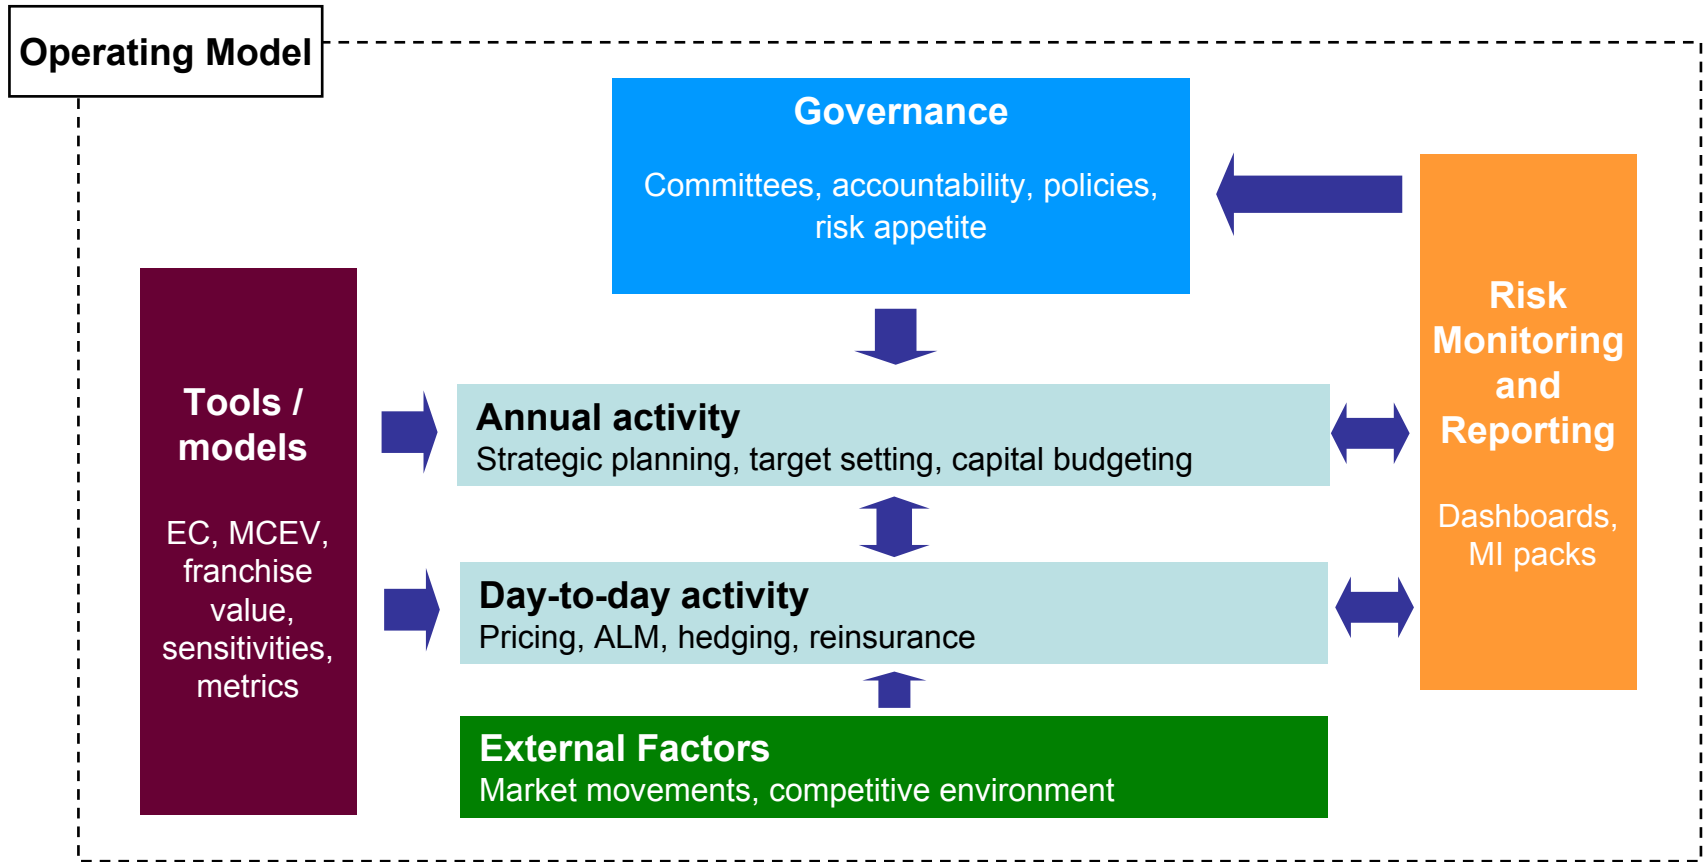 Operating Model
Governance
Committees, accountability, policies,
risk appetite
Tools /
models
EC, MCEV,
franchise
value,
sensitivities,
metrics
Annual activity
Strategic planning, target setting, capital budgeting
Day-to-day activity
Pricing, ALM, hedging, reinsurance
External Factors
Market movements, competitive environment
Risk
Monitoring
and
Reporting
Dashboards,
MI packs